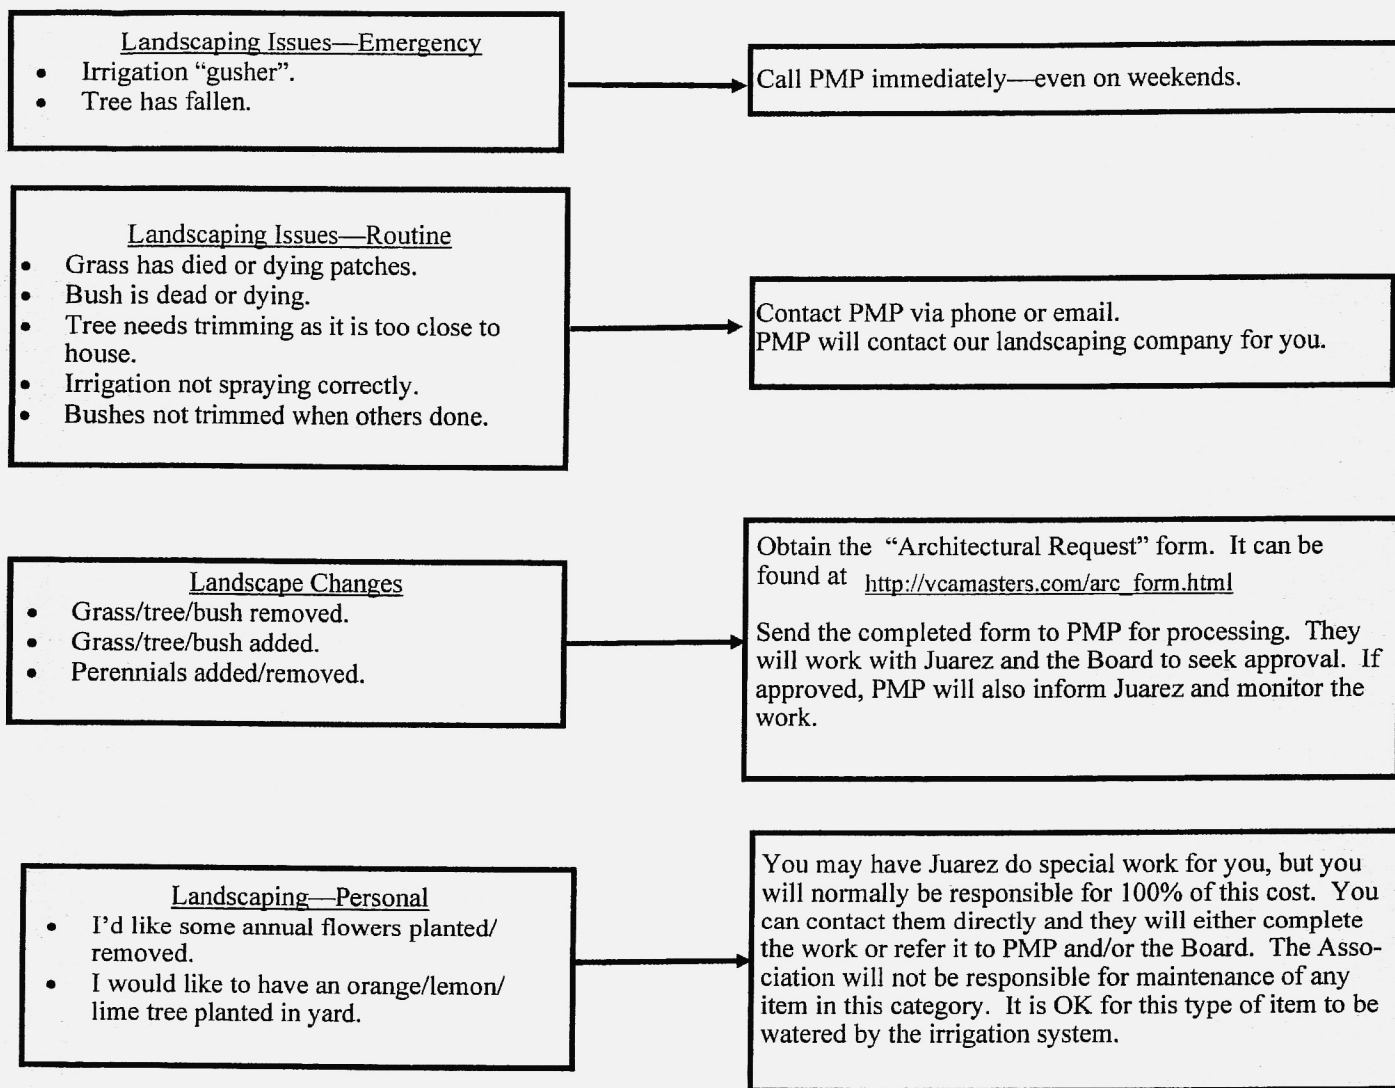 Landscaping Issues—Emergency
• Irrigation “gusher”.
• Tree has fallen.
Call PMP immediately—even on weekends.
Landscaping Issues—Routine
• Grass has died or dying patches.
• Bush is dead or dying.
• Tree needs trimming as it is too close to
house.
• Irrigation not spraying correctly.
• Bushes not trimmed when others done.
Contact PMP via phone or email.
PMP will contact our landscaping company for you.
Landscape Changes
• Grass/tree/bush removed.
• Grass/tree/bush added.
• Perennials added/removed.
Obtain the “Architectural Request” form. It can be
found at http://vcamasters.com/arc_form.html
Send the completed form to PMP for processing. They
will work with Juarez and the Board to seek approval. If
approved, PMP will also inform Juarez and monitor the
work.
Landscaping—Personal
• I’d like some annual flowers planted/
removed.
• I would like to have an orange/lemon/
lime tree planted in yard.
You may have Juarez do special work for you, but you
will normally be responsible for 100% of this cost. You
can contact them directly and they will either complete
the work or refer it to PMP and/or the Board. The Asso-
ciation will not be responsible for maintenance of any
item in this category. It is OK for this type of item to be
watered by the irrigation system.